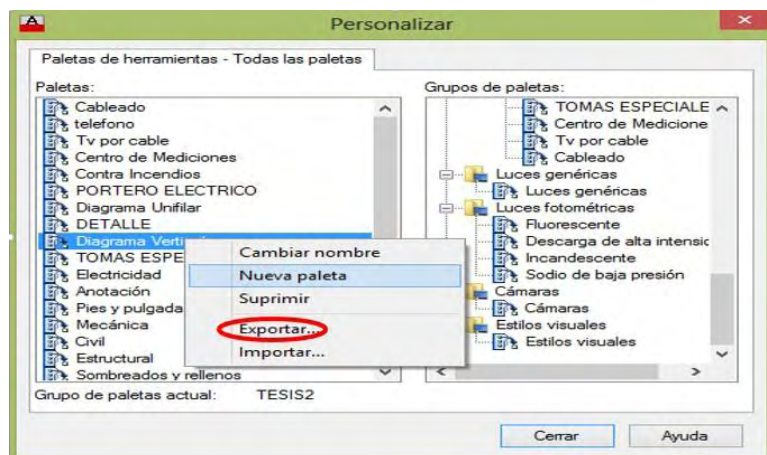 Personalizar
Paletas de herramientas - Todas las paletas
Paletas:
Cableado
telefono
Tv por cable
Centro de Mediciones
Contra Incendios
PORTERO ELECTRICO
Diagrama Unifilar
DETALLE
Diagrama Verti
TOMAS ESPE
Electricidad
Anotación
Pies y pulgada
Mecánica
Civil
Estructural
Sombreados y rellenos
Cambiar nombre
Nueva paleta
Suprimir
Exportar...
Importar...
Grupos de paletas:
TOMAS ESPECIALE
Centro de Medicione
Tv por cable
Cableado
Luces genéricas
Luces genéricas
Luces fotométricas
Fluorescente
Descarga de alta intensic
Incandescente
Sodio de baja presión
Cámaras
Cámaras
Estilos visuales
Estilos visuales
Grupo de paletas actual: TESIS2
Cerrar
Ayuda